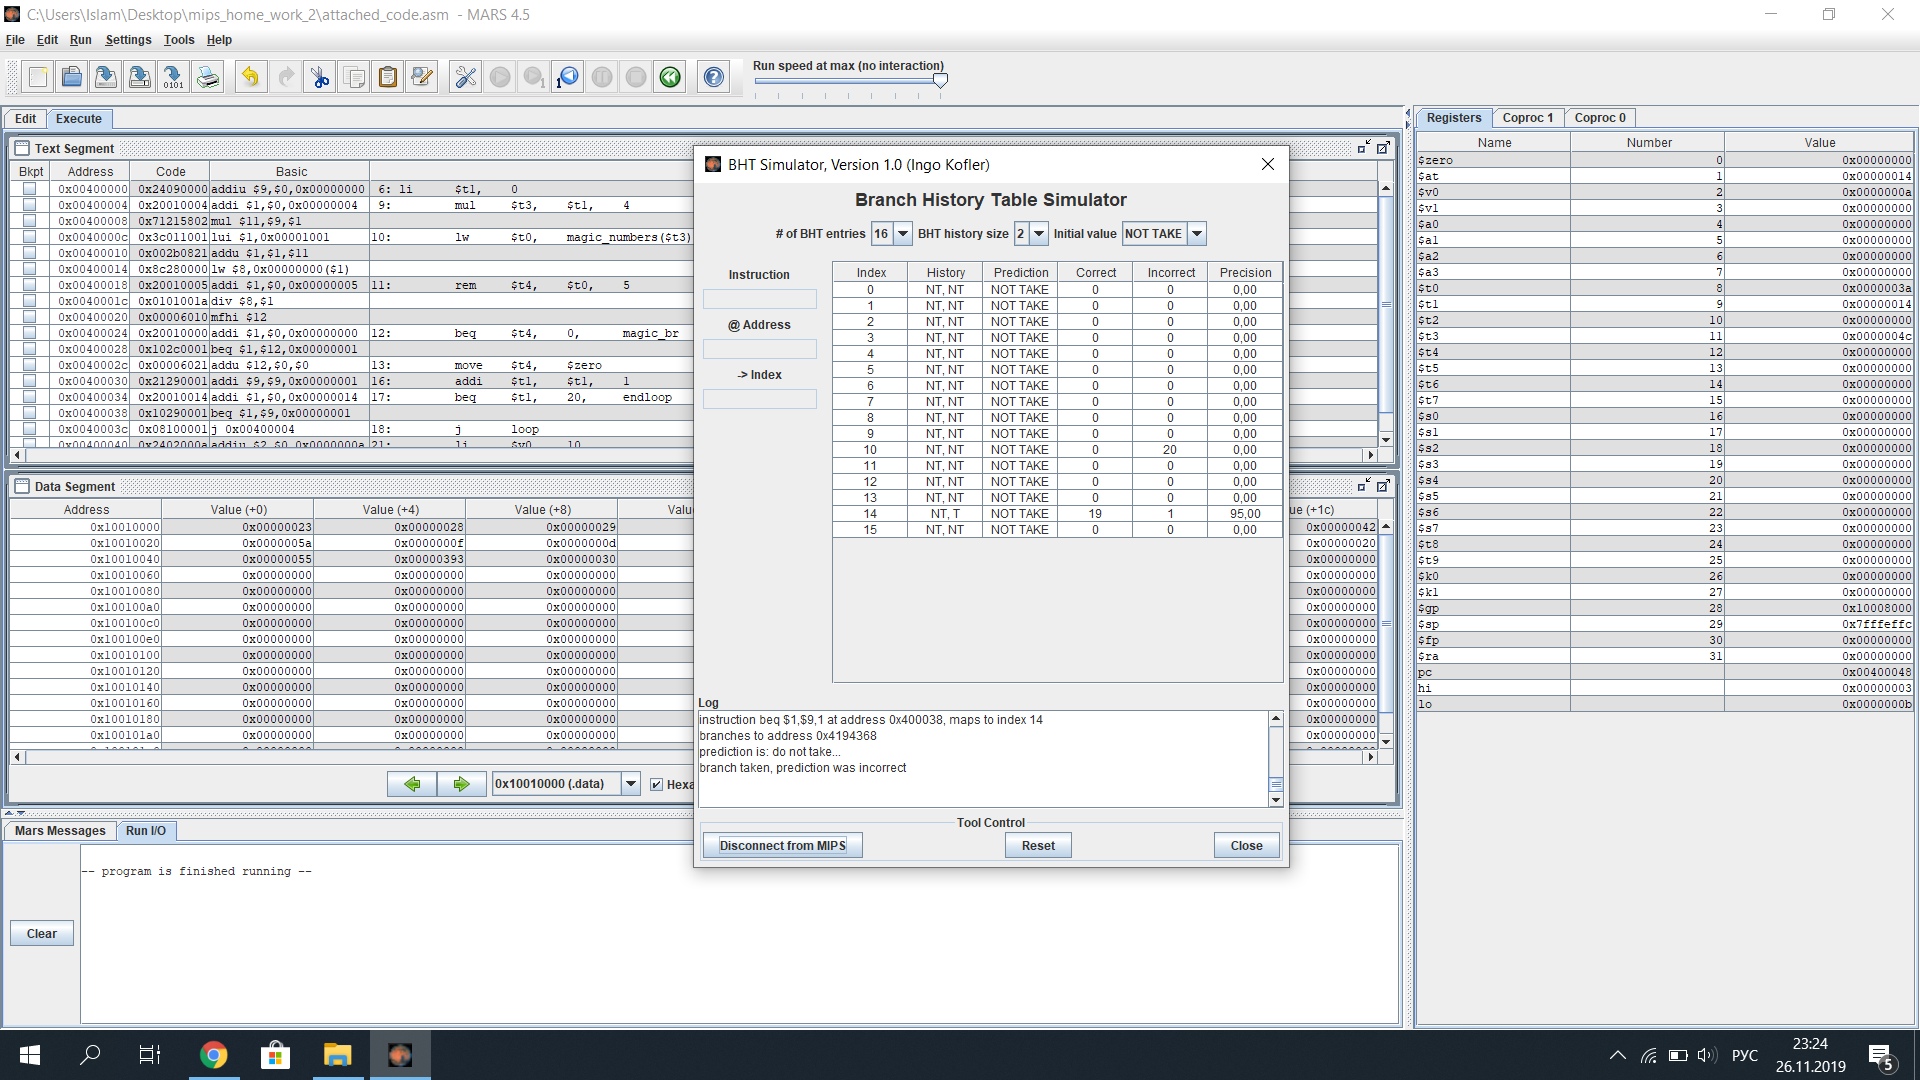 C:\Users\Islam\Desktop\mips_home_work_2\attached_code.asm - MARS 4.5
File Edit Run Settings Tools Help
Run speed at max (no interaction)
Edit Execute
Text Segment
Bkpt Address Code Basic
0x00400000 0x24090000 addiu $9,$0,0x00000000 6: li $t1, 0
0x00400004 0x20010004 addi $1,$0,0x00000004 9: mul $t3, $t1, 4
0x00400008 0x71215802 mul $11,$9,$1
0x0040000c 0x3c011001 lui $1,0x00001001 10: lw $t0, magic_numbers($t3)
0x00400010 0x002b0821 addu $1,$1,$11
0x00400014 0x8c280000 lw $8,0x00000000($1)
0x00400018 0x20010005 addi $1,$0,0x00000005 11: rem $t4, $t0, 5
0x0040001c 0x0101001a div $8,$1
0x00400020 0x00006010 mfhi $12
0x00400024 0x20010000 addi $1,$0,0x00000000 12: beq $t4, 0, magic_br
0x00400028 0x102c0001 beq $1,$12,0x00000001
0x0040002c 0x00006021 addu $12,$0,$0 13: move $t4, $zero
0x00400030 0x21290001 addi $9,$9,0x00000001 16: addi $t1, $t1, 1
0x00400034 0x20010014 addi $1,$0,0x00000014 17: beq $t1, 20, endloop
0x00400038 0x10290001 beq $1,$9,0x00000001
0x0040003c 0x08100001 j 0x00400004 18: j loop
0x00400040 0x2402000a addiu $2,$0,0x0000000a 21: li $v0, 10
Data Segment
Address Value (+0) Value (+4) Value (+8) Valu ue (+1c)
0x10010000 0x00000023 0x00000028 0x00000029 0x00000042
0x10010020 0x0000005a 0x0000000f 0x0000000d 0x00000020
0x10010040 0x00000055 0x00000393 0x00000030 0x00000000
0x10010060 0x00000000 0x00000000 0x00000000 0x00000000
0x10010080 0x00000000 0x00000000 0x00000000 0x00000000
0x100100a0 0x00000000 0x00000000 0x00000000 0x00000000
0x100100c0 0x00000000 0x00000000 0x00000000 0x00000000
0x100100e0 0x00000000 0x00000000 0x00000000 0x00000000
0x10010100 0x00000000 0x00000000 0x00000000 0x00000000
0x10010120 0x00000000 0x00000000 0x00000000 0x00000000
0x10010140 0x00000000 0x00000000 0x00000000 0x00000000
0x10010160 0x00000000 0x00000000 0x00000000 0x00000000
0x10010180 0x00000000 0x00000000 0x00000000 0x00000000
0x100101a0 0x00000000 0x00000000 0x00000000 0x00000000
0x10010000 (.data) Hexa
Mars Messages Run I/O
-- program is finished running --
Clear
BHT Simulator, Version 1.0 (Ingo Kofler)
Branch History Table Simulator
# of BHT entries 16 BHT history size 2 Initial value NOT TAKE
Instruction
@ Address
-> Index
Index History Prediction Correct Incorrect Precision
0 NT, NT NOT TAKE 0 0 0,00
1 NT, NT NOT TAKE 0 0 0,00
2 NT, NT NOT TAKE 0 0 0,00
3 NT, NT NOT TAKE 0 0 0,00
4 NT, NT NOT TAKE 0 0 0,00
5 NT, NT NOT TAKE 0 0 0,00
6 NT, NT NOT TAKE 0 0 0,00
7 NT, NT NOT TAKE 0 0 0,00
8 NT, NT NOT TAKE 0 0 0,00
9 NT, NT NOT TAKE 0 0 0,00
10 NT, NT NOT TAKE 0 20 0,00
11 NT, NT NOT TAKE 0 0 0,00
12 NT, NT NOT TAKE 0 0 0,00
13 NT, NT NOT TAKE 0 0 0,00
14 NT, T NOT TAKE 19 1 95,00
15 NT, NT NOT TAKE 0 0 0,00
Log
instruction beq $1,$9,1 at address 0x400038, maps to index 14
branches to address 0x4194368
prediction is: do not take...
branch taken, prediction was incorrect
Tool Control
Disconnect from MIPS Reset Close
Registers Coproc 1 Coproc 0
Name Number Value
$zero 0 0x00000000
$at 1 0x00000014
$v0 2 0x0000000a
$v1 3 0x00000000
$a0 4 0x00000000
$a1 5 0x00000000
$a2 6 0x00000000
$a3 7 0x00000000
$t0 8 0x0000003a
$t1 9 0x00000014
$t2 10 0x00000000
$t3 11 0x0000004c
$t4 12 0x00000000
$t5 13 0x00000000
$t6 14 0x00000000
$t7 15 0x00000000
$s0 16 0x00000000
$s1 17 0x00000000
$s2 18 0x00000000
$s3 19 0x00000000
$s4 20 0x00000000
$s5 21 0x00000000
$s6 22 0x00000000
$s7 23 0x00000000
$t8 24 0x00000000
$t9 25 0x00000000
$k0 26 0x00000000
$k1 27 0x00000000
$gp 28 0x10008000
$sp 29 0x7fffeffc
$fp 30 0x00000000
$ra 31 0x00000000
pc 0x00400048
hi 0x00000003
lo 0x0000000b
РУС
23:24
26.11.2019
5